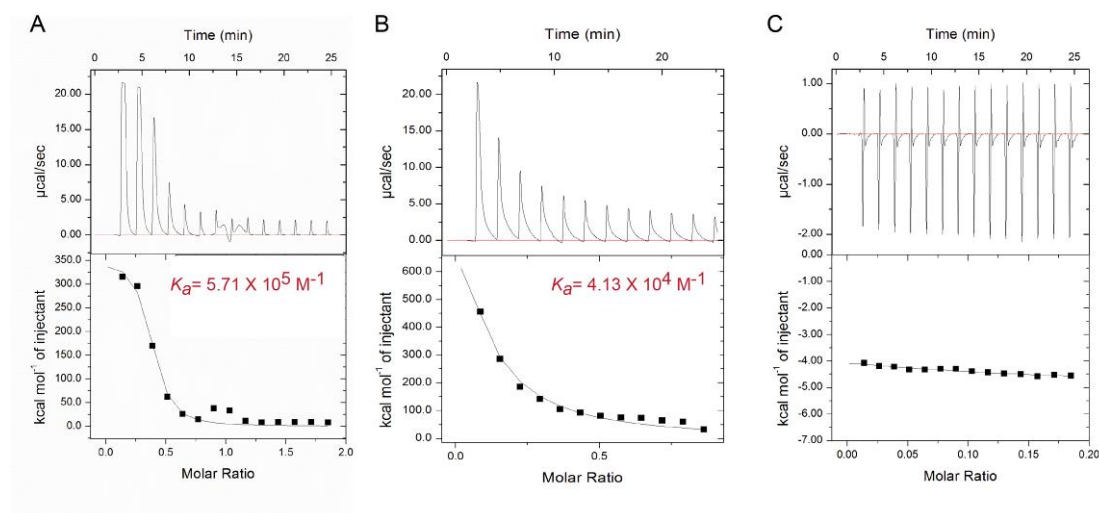 A
Time (min)
0 5 10 15 20 25
20.00
15.00
10.00
5.00
0.00
µcal/sec
350.0
300.0
250.0
200.0
150.0
100.0
50.0
0.0
kcal mol⁻¹ of injectant
Kₐ= 5.71 X 10⁵ M⁻¹
0.0 0.5 1.0 1.5 2.0
Molar Ratio
B
Time (min)
0 10 20
20.00
15.00
10.00
5.00
0.00
µcal/sec
600.0
500.0
400.0
300.0
200.0
100.0
0.0
kcal mol⁻¹ of injectant
Kₐ= 4.13 X 10⁴ M⁻¹
0.0 0.5
Molar Ratio
C
Time (min)
0 5 10 15 20 25
1.00
0.00
-1.00
-2.00
µcal/sec
0.00
-1.00
-2.00
-3.00
-4.00
-5.00
-6.00
-7.00
kcal mol⁻¹ of injectant
0.00 0.05 0.10 0.15 0.20
Molar Ratio